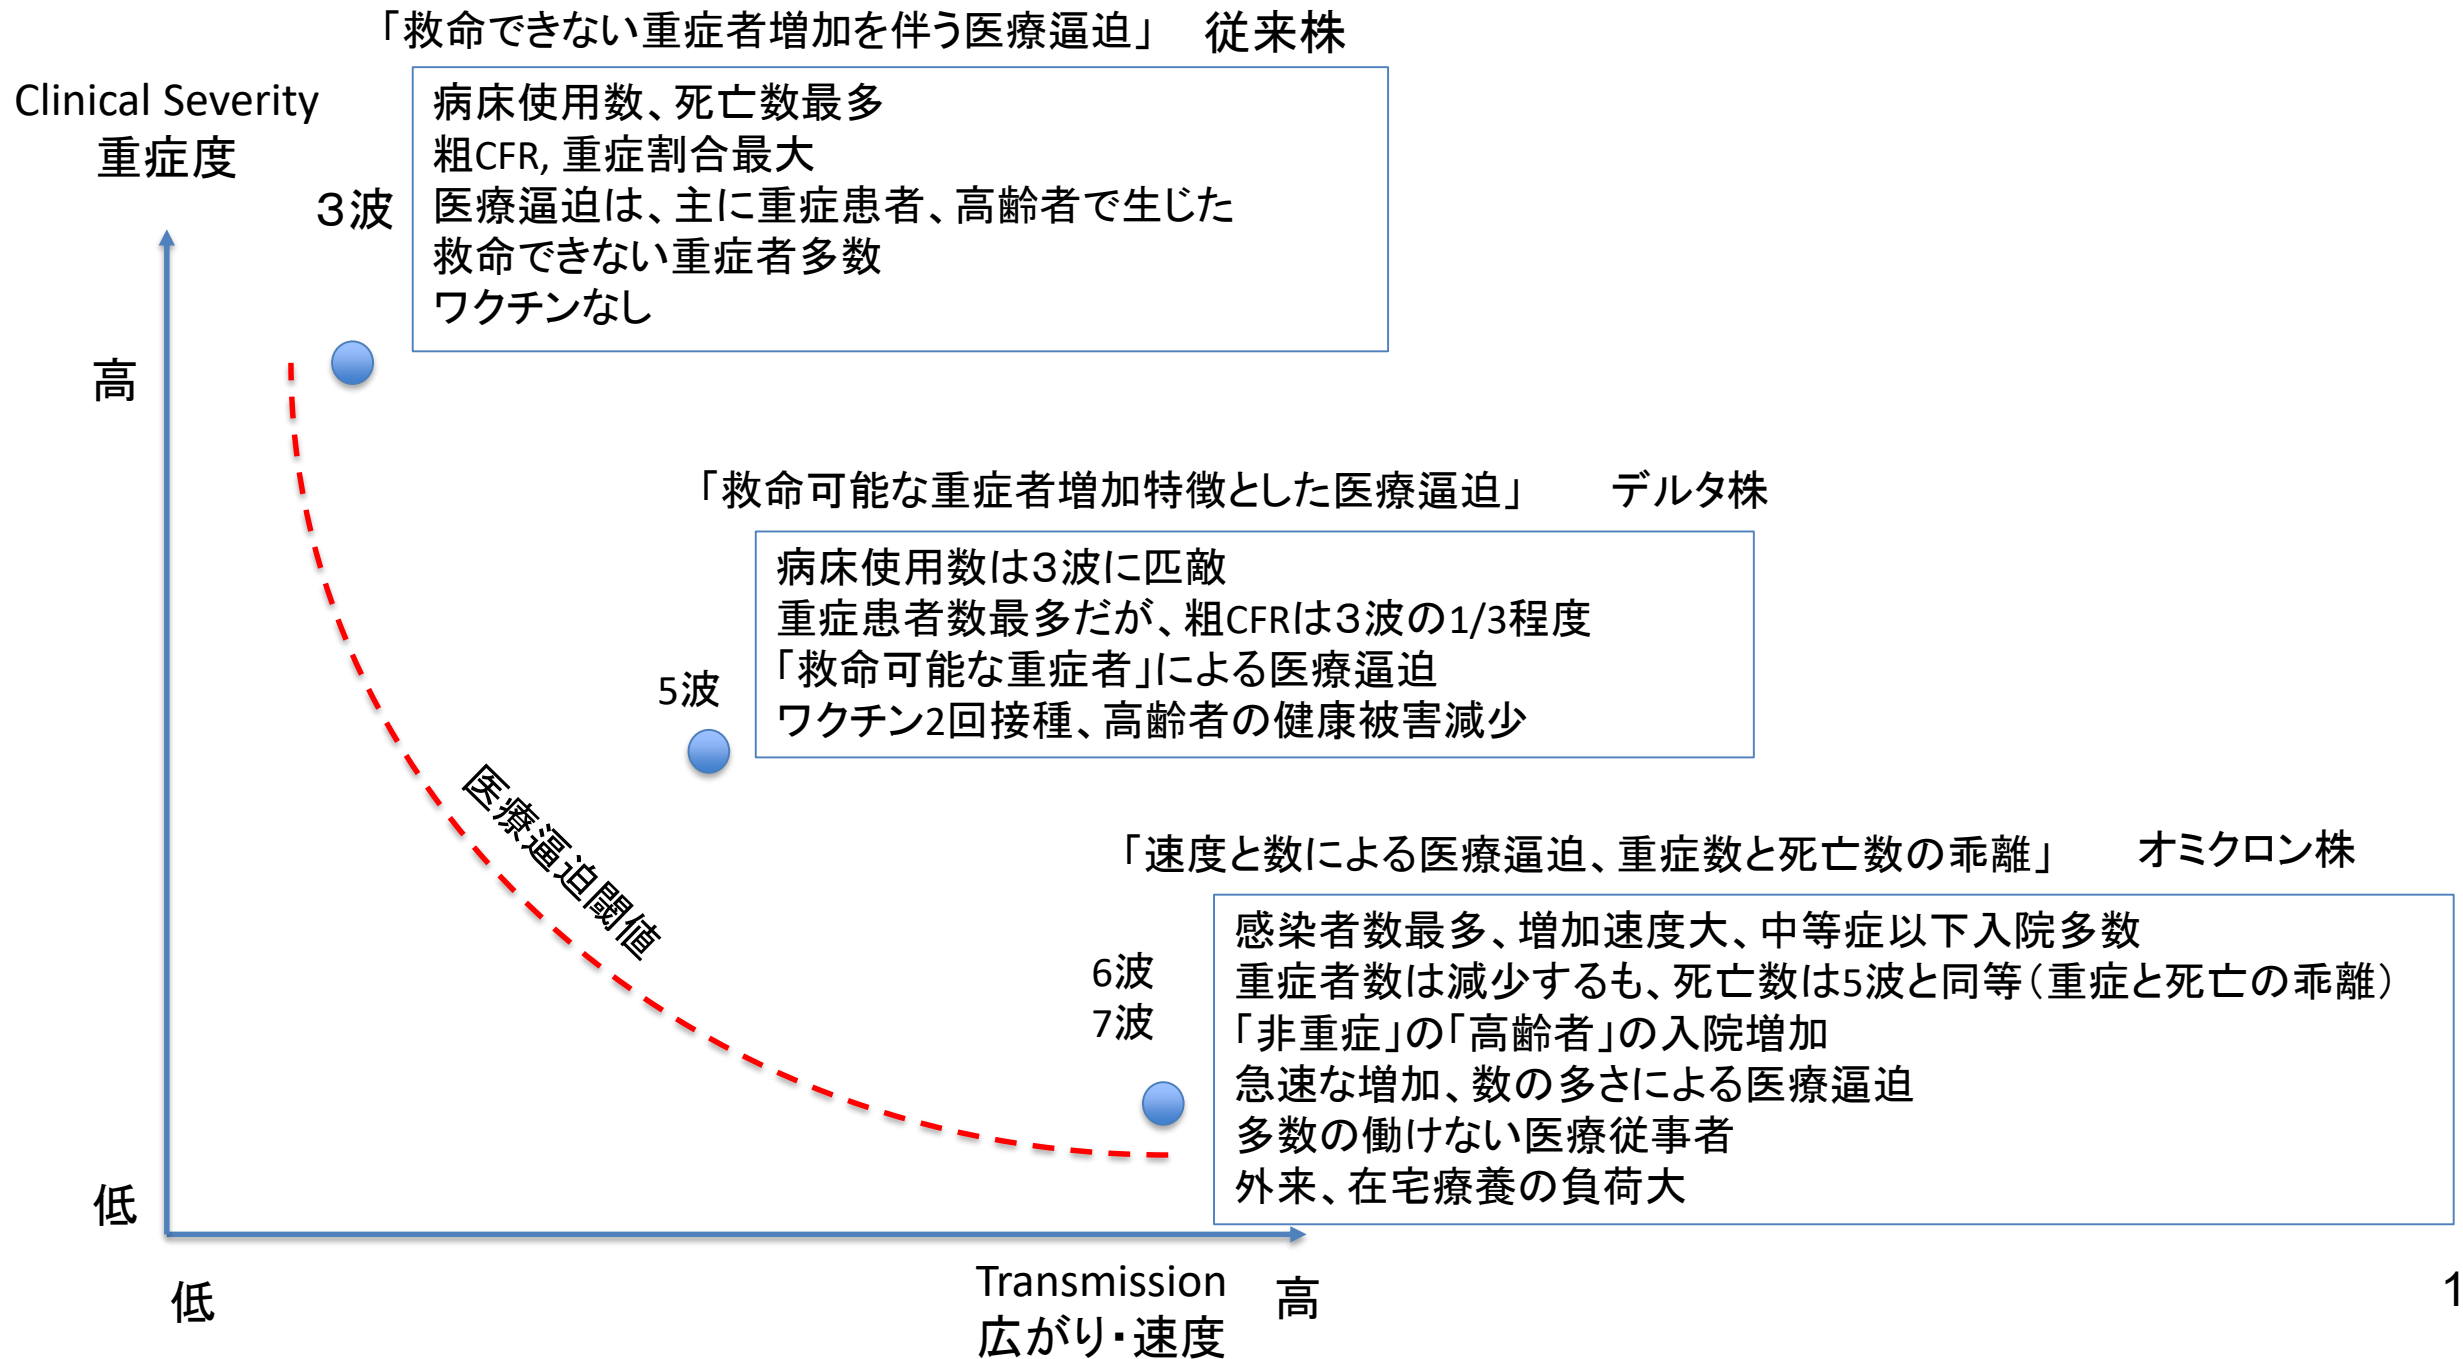 「救命できない重症者増加を伴う医療逼迫」 従来株
Clinical Severity
重症度
3波
病床使用数、死亡数最多
粗CFR, 重症割合最大
医療逼迫は、主に重症患者、高齢者で生じた
救命できない重症者多数
ワクチンなし
高
「救命可能な重症者増加特徴とした医療逼迫」 デルタ株
5波
病床使用数は3波に匹敵
重症患者数最多だが、粗CFRは3波の1/3程度
「救命可能な重症者」による医療逼迫
ワクチン2回接種、高齢者の健康被害減少
医療逼迫閾値
「速度と数による医療逼迫、重症数と死亡数の乖離」 オミクロン株
6波
7波
感染者数最多、増加速度大、中等症以下入院多数
重症者数は減少するも、死亡数は5波と同等（重症と死亡の乖離）
「非重症」の「高齢者」の入院増加
急速な増加、数の多さによる医療逼迫
多数の働けない医療従事者
外来、在宅療養の負荷大
低
低
Transmission
広がり・速度
高
1